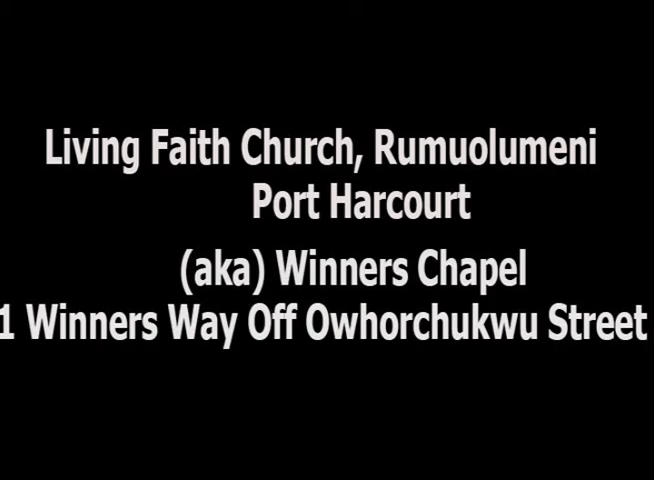 Living Faith Church, Rumuolumeni
Port Harcourt
(aka) Winners Chapel
1 Winners Way Off Owhorchukwu Street